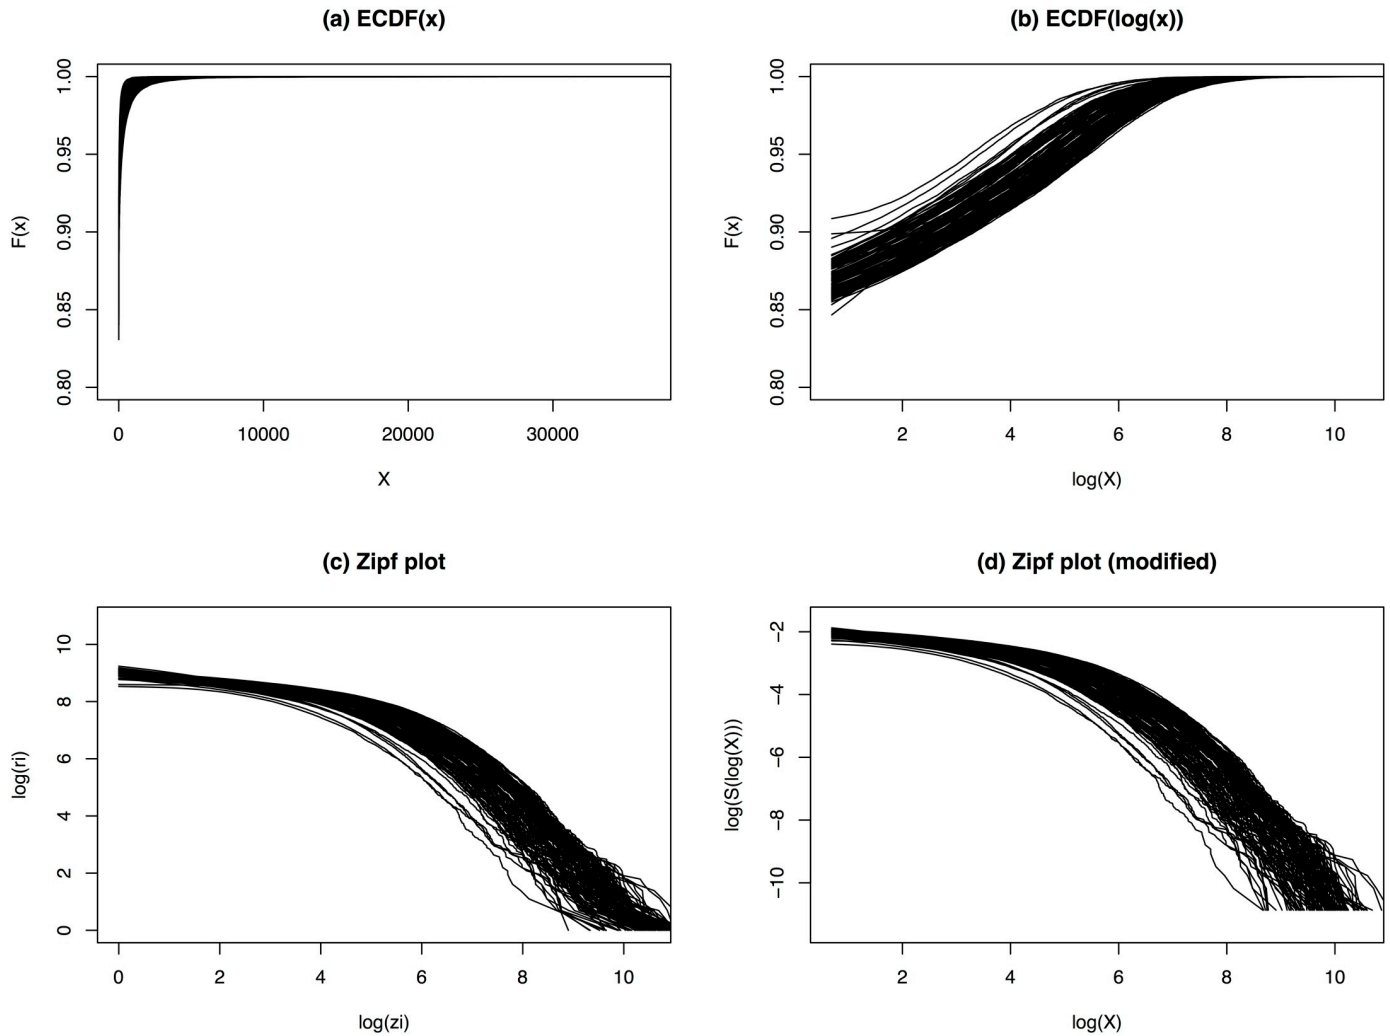 (a) ECDF(x)
F(x)
1.00
0.95
0.90
0.85
0.80
0 10000 20000 30000
X
(b) ECDF(log(x))
F(x)
1.00
0.95
0.90
0.85
0.80
2 4 6 8 10
log(X)
(c) Zipf plot
log(ri)
10
8
6
4
2
0
0 2 4 6 8 10
log(zi)
(d) Zipf plot (modified)
log(S(log(X)))
−2
−4
−6
−8
−10
2 4 6 8 10
log(X)